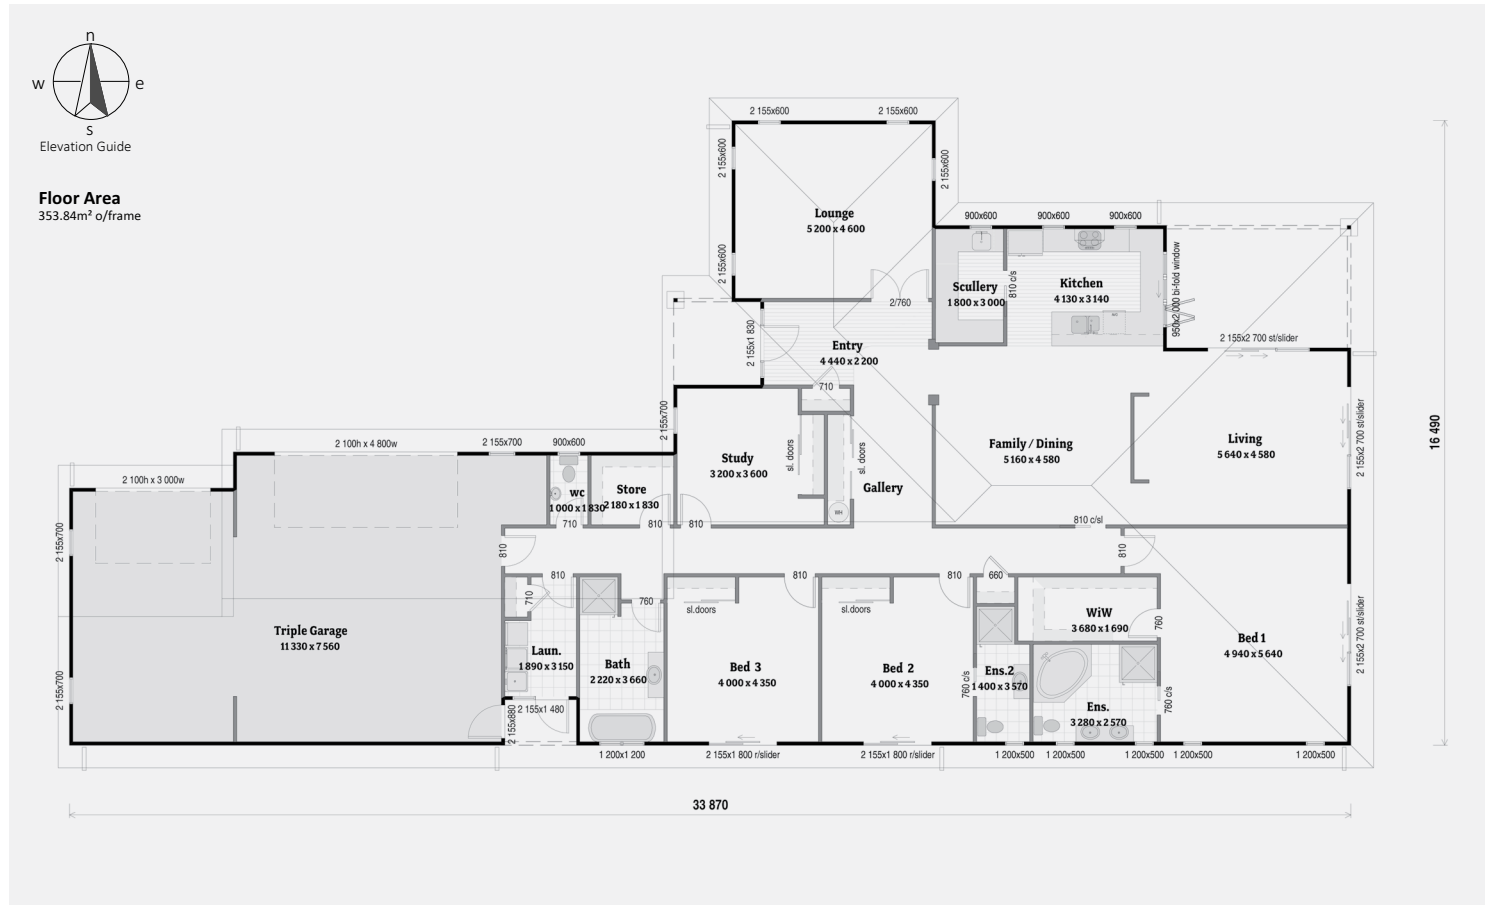 n
w
e
s
Elevation Guide
Floor Area
353.84m² o/frame
2 155x600
2 155x600
2 155x600
2 155x600
2 155x600
Lounge
5 200 x 4 600
2/760
900x600
900x600
900x600
Scullery
1 800 x 3 000
810 c/s
Kitchen
4 130 x 3 140
950x2 000 bi-fold window
2 155x2 700 st/slider
2 155x1 830
Entry
4 440 x 2 200
710
16 490
2 155x700
Study
3 200 x 3 600
sl. doors
sl. doors
WH
Gallery
Family / Dining
5 160 x 4 580
Living
5 640 x 4 580
2 155x2 700 st/slider
2 100h x 4 800w
2 155x700
900x600
2 100h x 3 000w
wc
1 000 x 1 830
Store
2 180 x 1 830
710
810
810
810 c/sl
2 155x700
2 155x700
Triple Garage
11 330 x 7 560
810
810
710
760
810
810
660
810
sl.doors
sl.doors
Laun.
1 890 x 3 150
Bath
2 220 x 3 660
Bed 3
4 000 x 4 350
Bed 2
4 000 x 4 350
760 c/s
Ens.2
1 400 x 3 570
WiW
3 680 x 1 690
760
Ens.
3 280 x 2 570
760 c/s
Bed 1
4 940 x 5 640
2 155x2 700 st/slider
2 155x880
2 155x1 480
1 200x1 200
2 155x1 800 r/slider
2 155x1 800 r/slider
1 200x500
1 200x500
1 200x500
1 200x500
1 200x500
33 870